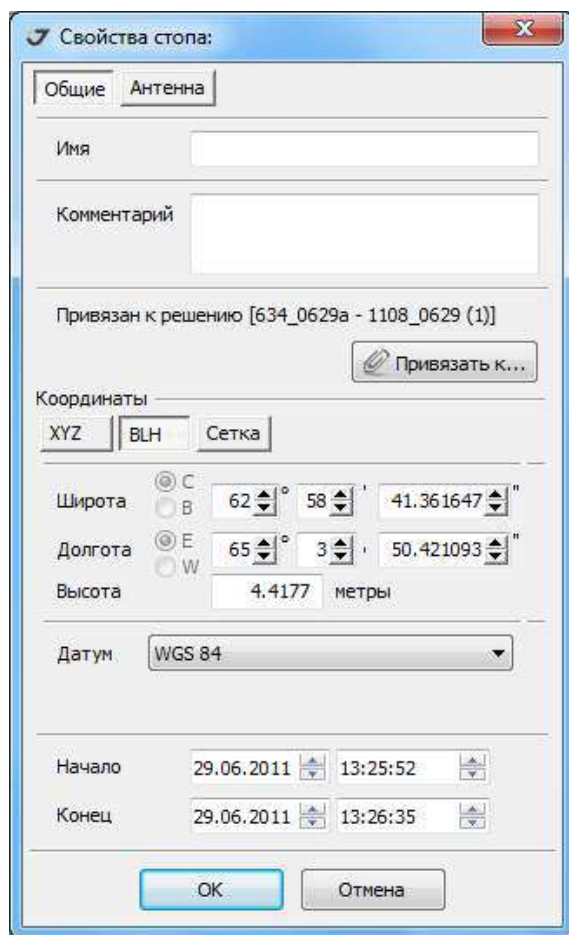 Свойства стопа:
Общие Антенна
Имя
Комментарий
Привязан к решению [634_0629a - 1108_0629 (1)]
Привязать к...
Координаты
XYZ BLH Сетка
Широта С В 62 ° 58 ' 41.361647 "
Долгота E W 65 ° 3 ' 50.421093 "
Высота 4.4177 метры
Датум WGS 84
Начало 29.06.2011 13:25:52
Конец 29.06.2011 13:26:35
OK Отмена